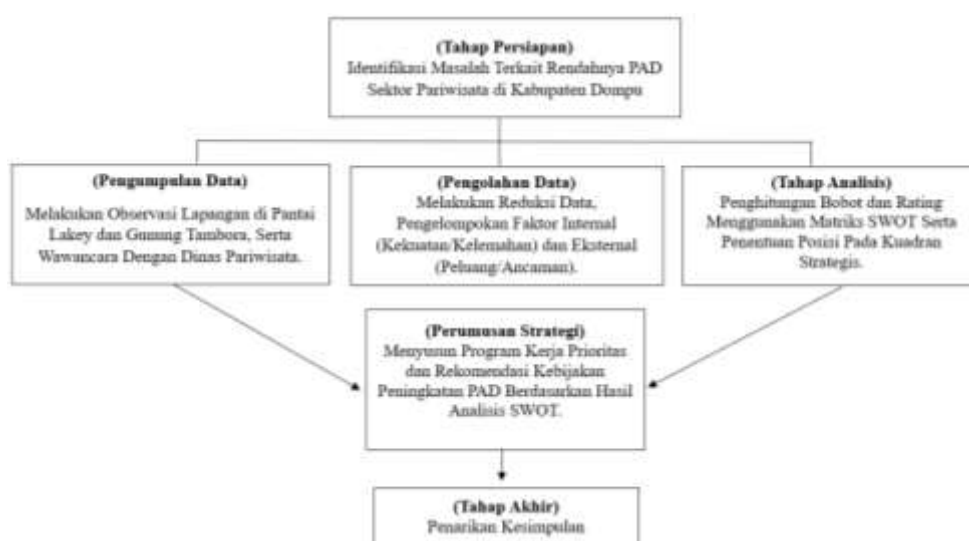 (Tahap Persiapan)
Identifikasi Masalah Terkait Rendahnya PAD
Sektor Pariwisata di Kabupaten Dompu
(Pengumpulan Data)
Melakukan Observasi Lapangan di Pantai
Lakey dan Gunung Tambora, Serta
Wawancara Dengan Dinas Pariwisata.
(Pengolahan Data)
Melakukan Reduksi Data,
Pengelompokan Faktor Internal
(Kekuatan/Kelemahan) dan Eksternal
(Peluang/Ancaman).
(Tahap Analisis)
Penghitungan Bobot dan Rating
Menggunakan Matriks SWOT Serta
Penentuan Posisi Pada Kuadran
Strategis.
(Perumusan Strategi)
Menyusun Program Kerja Prioritas
dan Rekomendasi Kebijakan
Peningkatan PAD Berdasarkan Hasil
Analisis SWOT.
(Tahap Akhir)
Penarikan Kesimpulan